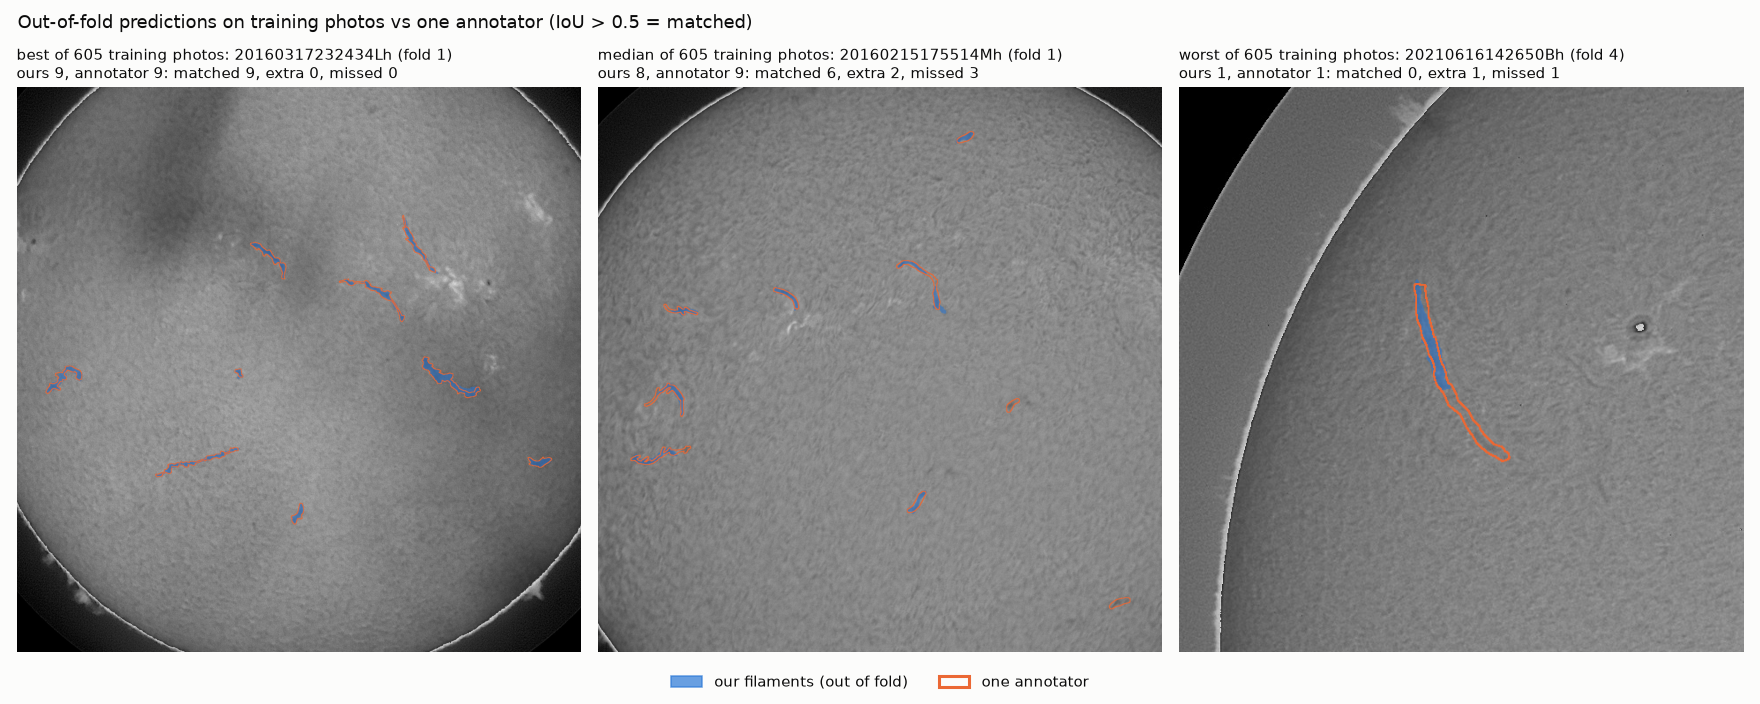 Out-of-fold predictions on training photos vs one annotator (IoU > 0.5 = matched)
best of 605 training photos: 20160317232434Lh (fold 1)
ours 9, annotator 9: matched 9, extra 0, missed 0
median of 605 training photos: 20160215175514Mh (fold 1)
ours 8, annotator 9: matched 6, extra 2, missed 3
worst of 605 training photos: 20210616142650Bh (fold 4)
ours 1, annotator 1: matched 0, extra 1, missed 1
our filaments (out of fold)
one annotator